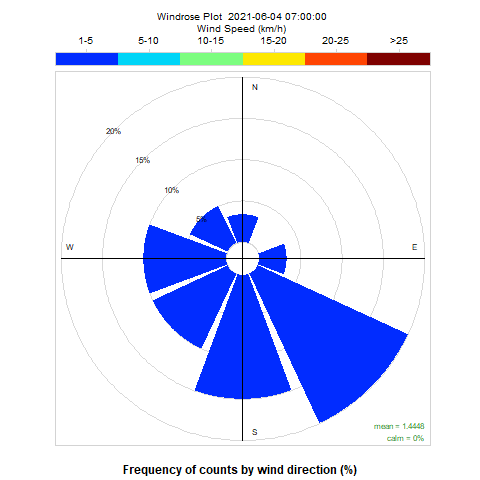 Windrose Plot 2021-06-04 07:00:00
Wind Speed (km/h)
1-5 5-10 10-15 15-20 20-25 >25
N
20%
15%
10%
5%
W
E
S
mean = 1.4448
calm = 0%
Frequency of counts by wind direction (%)